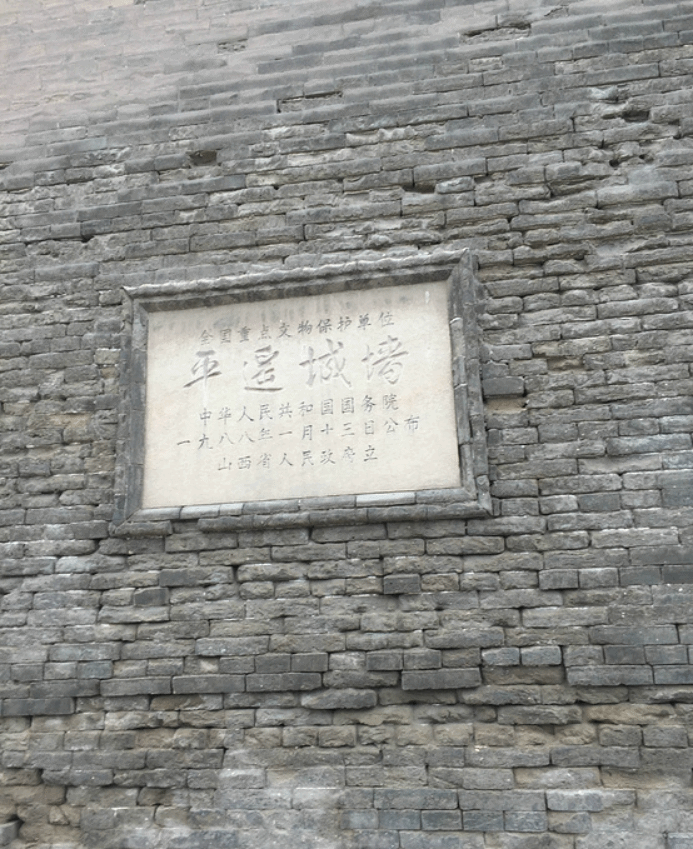 全国重点文物保护单位
平遥城墙
中华人民共和国国务院
一九八八年一月十三日公布
山西省人民政府立